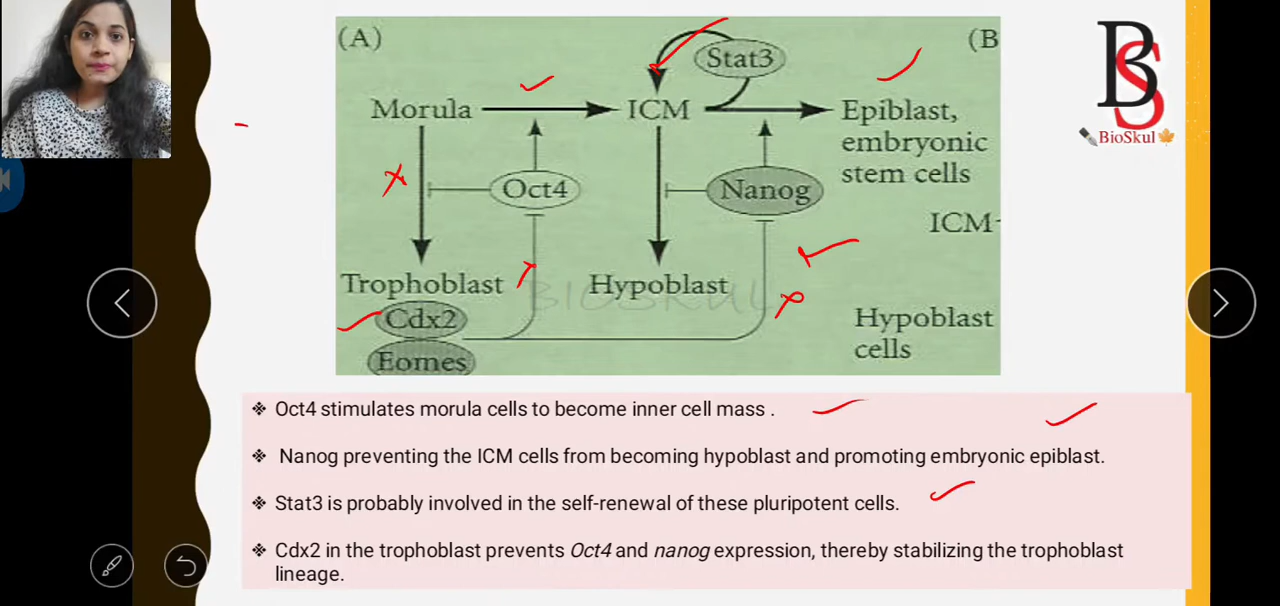 (A)
(B
Stat3
Morula
ICM
Epiblast,
embryonic
stem cells
Oct4
Nanog
ICM
Trophoblast
Hypoblast
Cdx2
Eomes
Hypoblast
cells
BIOSKUL
BS
BioSkul
❖ Oct4 stimulates morula cells to become inner cell mass .
❖ Nanog preventing the ICM cells from becoming hypoblast and promoting embryonic epiblast.
❖ Stat3 is probably involved in the self-renewal of these pluripotent cells.
❖ Cdx2 in the trophoblast prevents Oct4 and nanog expression, thereby stabilizing the trophoblast
lineage.